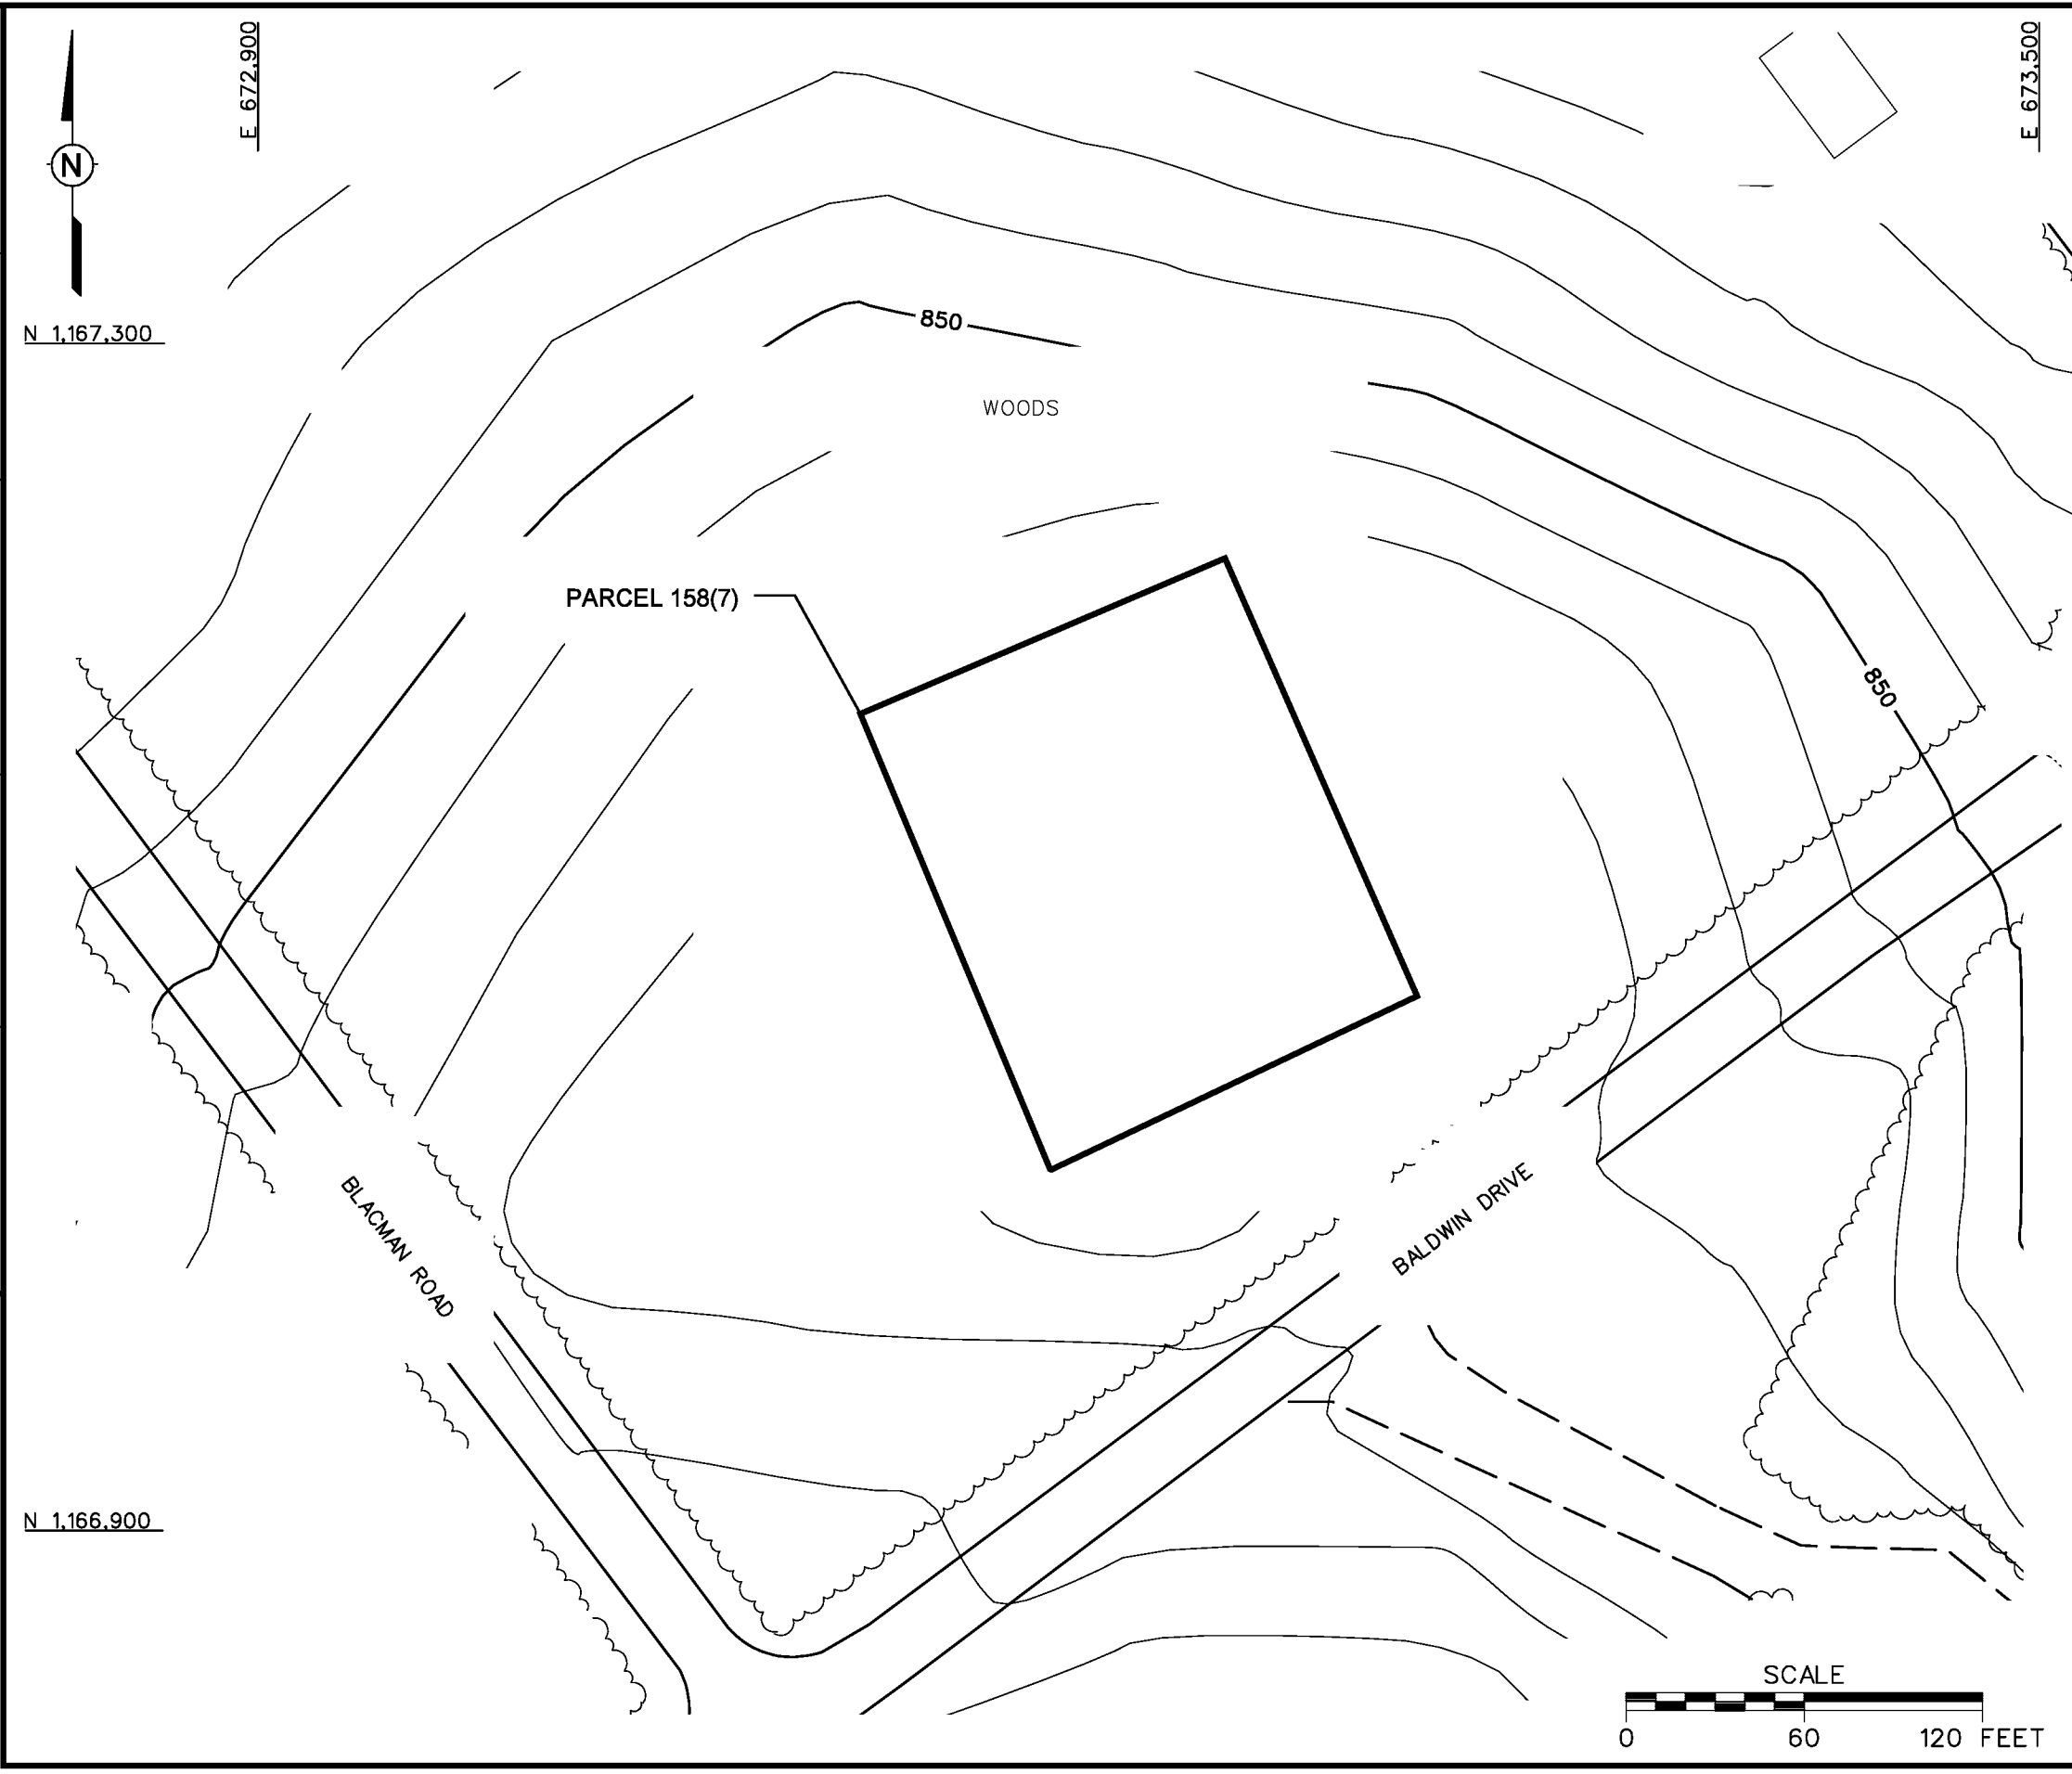 E 672,900
E 673,500
N
N 1,167,300
850
WOODS
PARCEL 158(7)
850
BLACMAN ROAD
BALDWIN DRIVE
N 1,166,900
SCALE
0 60 120 FEET